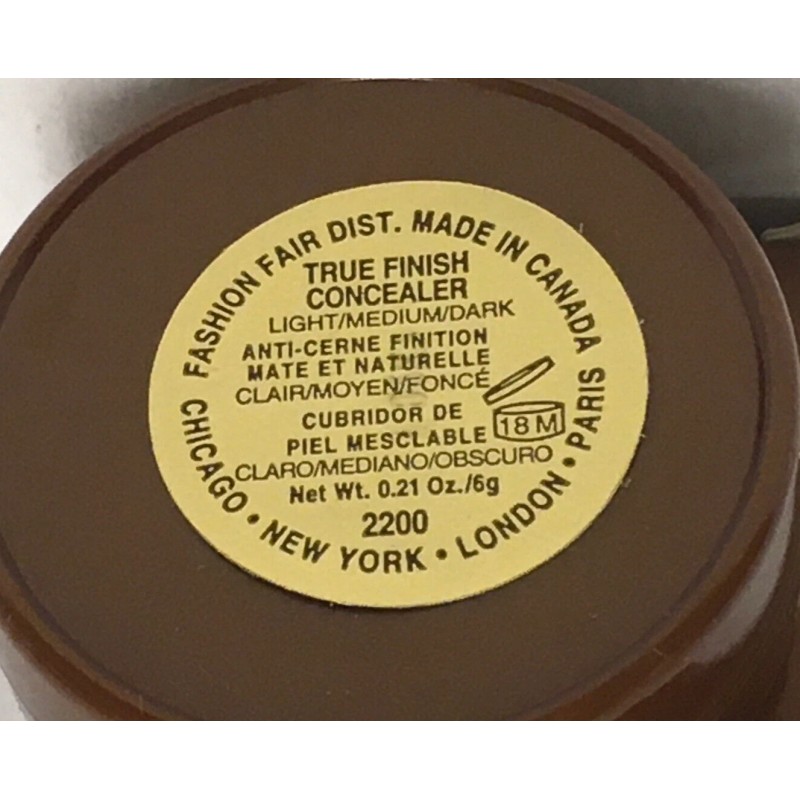 FASHION FAIR DIST. MADE IN CANADA
TRUE FINISH
CONCEALER
LIGHT/MEDIUM/DARK
ANTI-CERNE FINITION
MATE ET NATURELLE
CLAIR/MOYEN/FONCÉ
CUBRIDOR DE
PIEL MESCLABLE
18 M
CLARO/MEDIANO/OBSCURO
Net Wt. 0.21 Oz./6g
2200
CHICAGO • NEW YORK • LONDON • PARIS